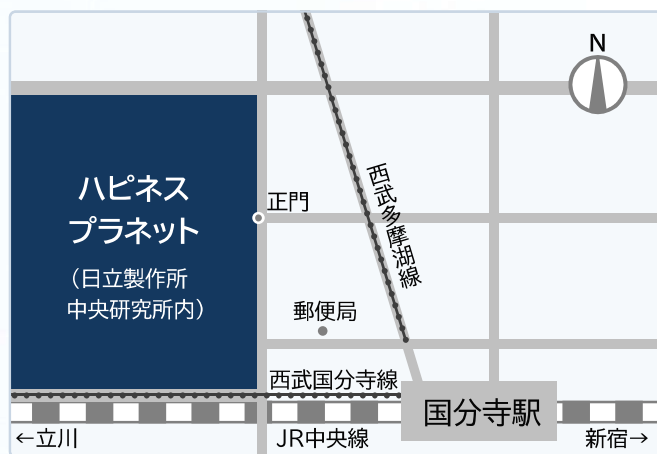 N
ハピネス
プラネット
（日立製作所
中央研究所内）
正門
西武多摩湖線
郵便局
西武国分寺線
国分寺駅
←立川
JR中央線
新宿→